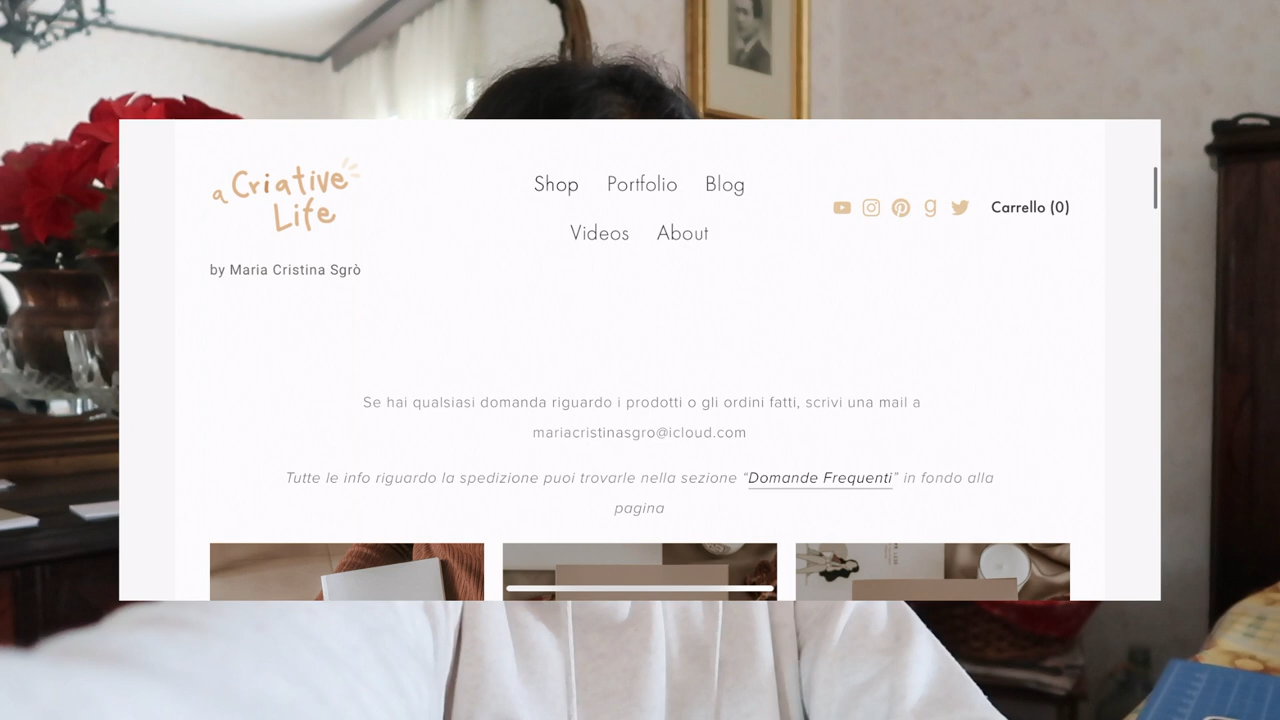 a Criative
Life
by Maria Cristina Sgrò
Shop Portfolio Blog
Videos About
Carrello (0)
Se hai qualsiasi domanda riguardo i prodotti o gli ordini fatti, scrivi una mail a
mariacristinasgro@icloud.com
Tutte le info riguardo la spedizione puoi trovarle nella sezione “Domande Frequenti” in fondo alla
pagina